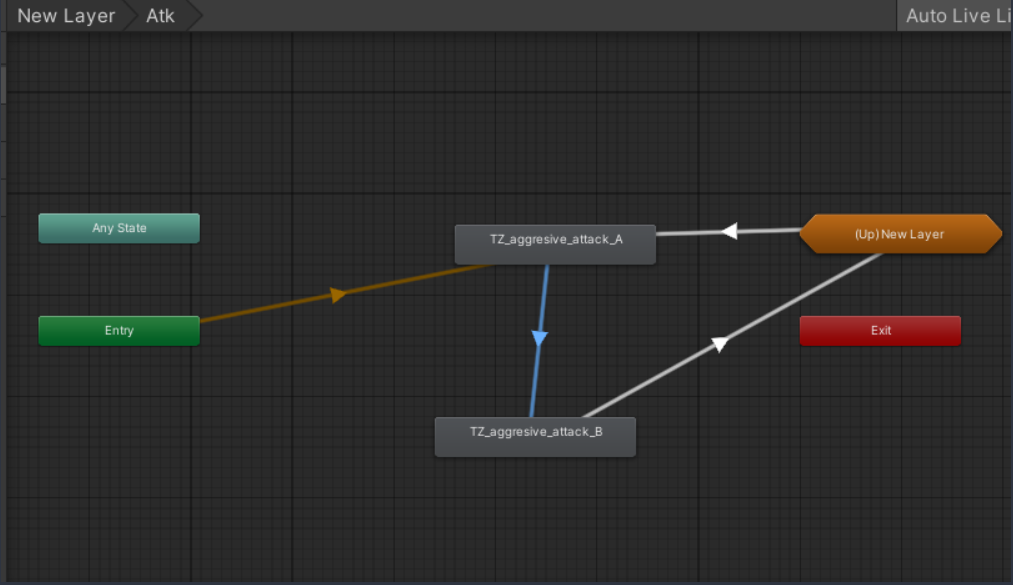 New Layer
Atk
Auto Live Li
Any State
TZ_aggresive_attack_A
(Up)New Layer
Entry
Exit
TZ_aggresive_attack_B